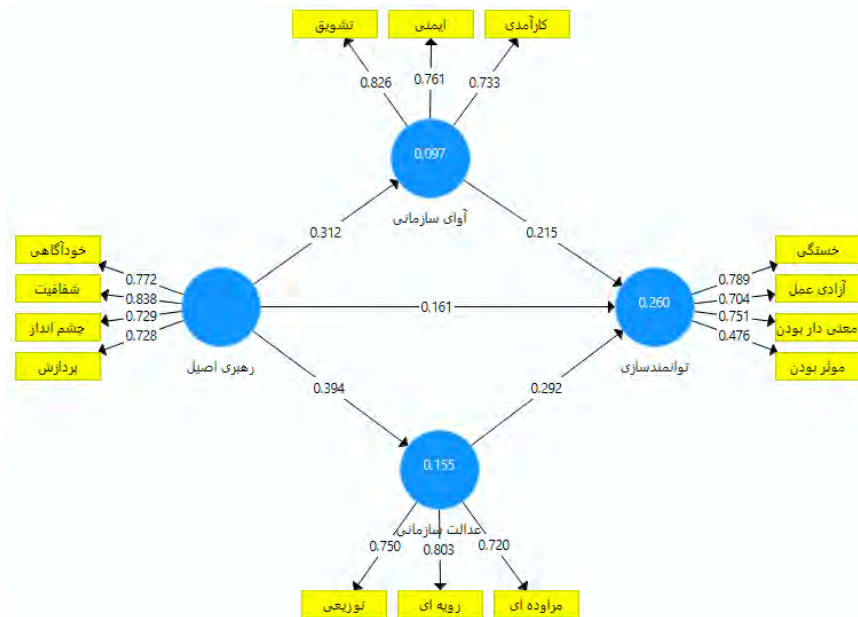 کارآمدی
ایمنی
تشویق
0.733
0.761
0.826
0.097
آوای سازمانی
0.312
0.215
خودآگاهی
شفافیت
چشم انداز
پردازش
0.772
0.838
0.729
0.728
رهبری اصیل
0.161
0.260
توانمندسازی
0.789
0.704
0.751
0.476
خستگی
آزادی عمل
معنی دار بودن
موثر بودن
0.394
0.292
0.155
عدالت سازمانی
0.750
0.803
0.720
توزیعی
رویه ای
مراوده ای